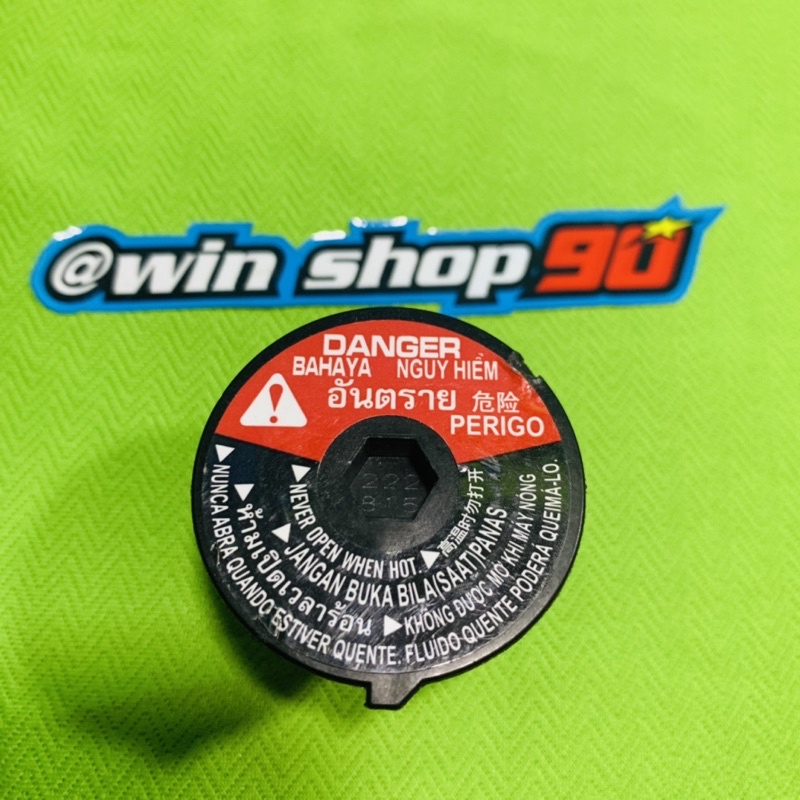 @win shop 90
DANGER
BAHAYA NGUY HIỂM
อันตราย 危险
PERIGO
NEVER OPEN WHEN HOT.
高温时勿打开
JANGAN BUKA BILA/SAAT PANAS
ห้ามเปิดเวลาร้อน
KHÔNG ĐƯỢC MỞ KHI MÁY NÓNG
NUNCA ABRA QUANDO ESTIVER QUENTE. FLUIDO QUENTE PODERÁ QUEIMÁ-LO.